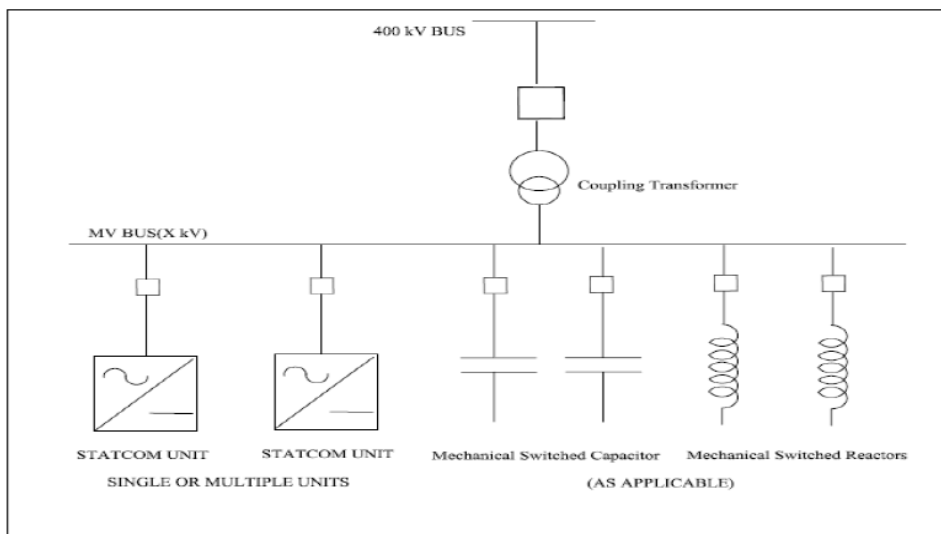 400 kV BUS
Coupling Transformer
MV BUS(X kV)
STATCOM UNIT
STATCOM UNIT
Mechanical Switched Capacitor
Mechanical Switched Reactors
SINGLE OR MULTIPLE UNITS
(AS APPLICABLE)